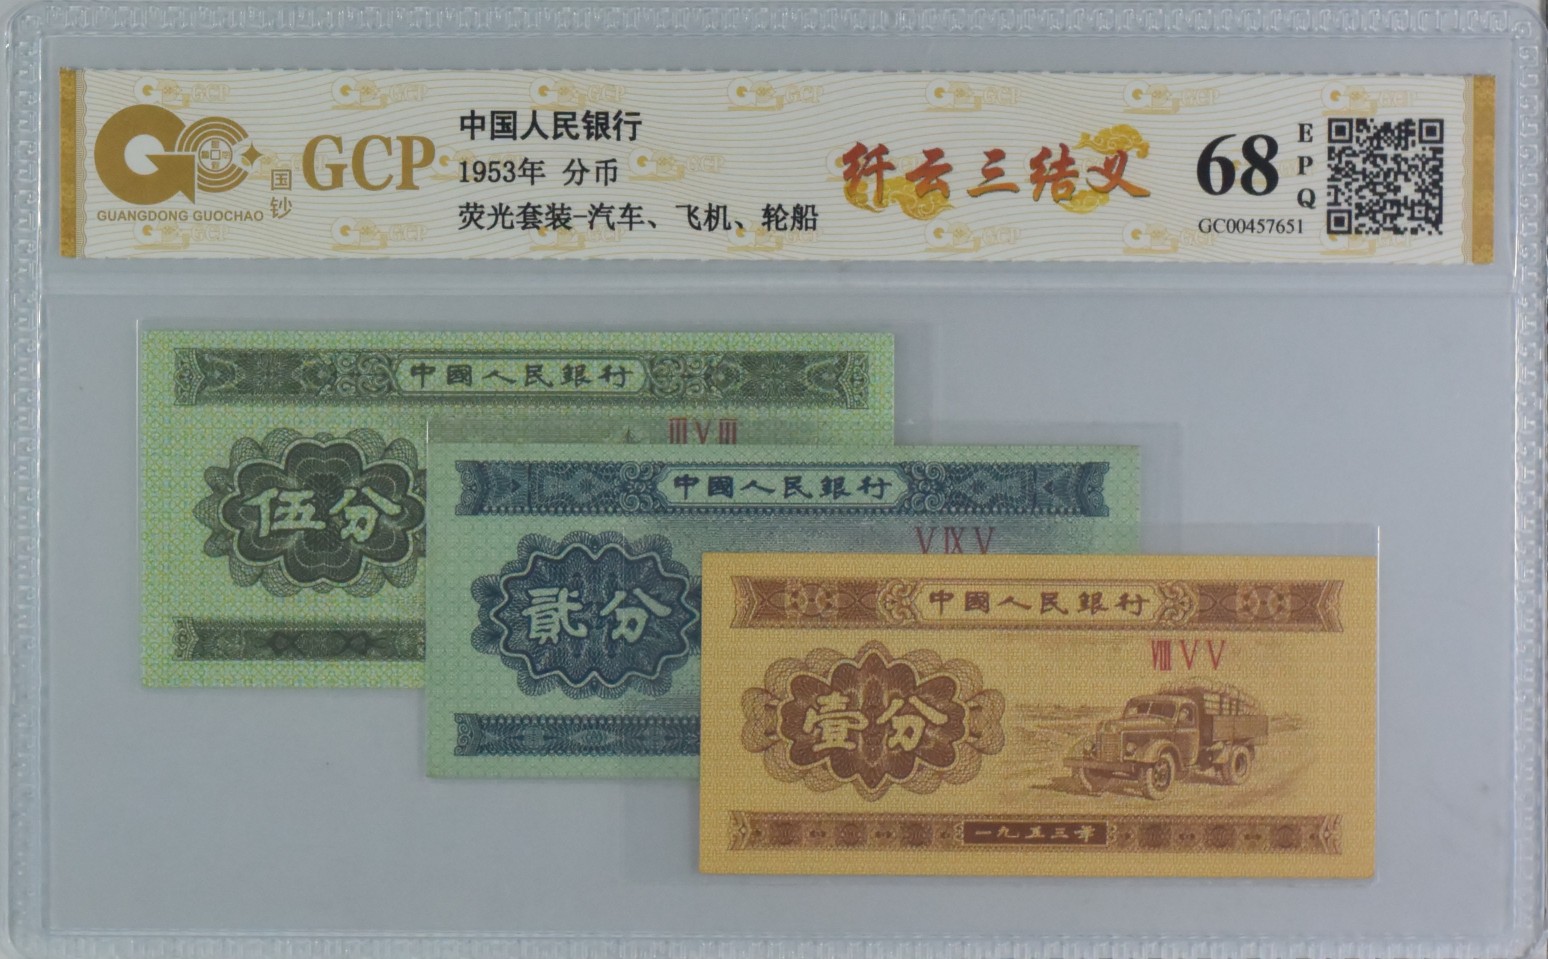 GUANGDONG GUOCHAO
国钞
GCP
中国人民银行
1953年 分币
荧光套装-汽车、飞机、轮船
纤云三结义
68
EPQ
GC00457651
中國人民銀行
III V III
伍分
中國人民銀行
V IX V
貳分
中國人民銀行
VIII V V
壹分
一九五三年